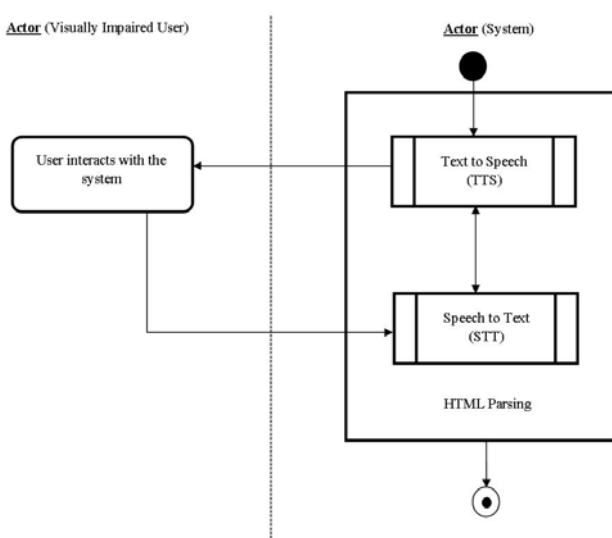 Actor (Visually Impaired User)
Actor (System)
Text to Speech
(TTS)
User interacts with the
system
Speech to Text
(STT)
HTML Parsing